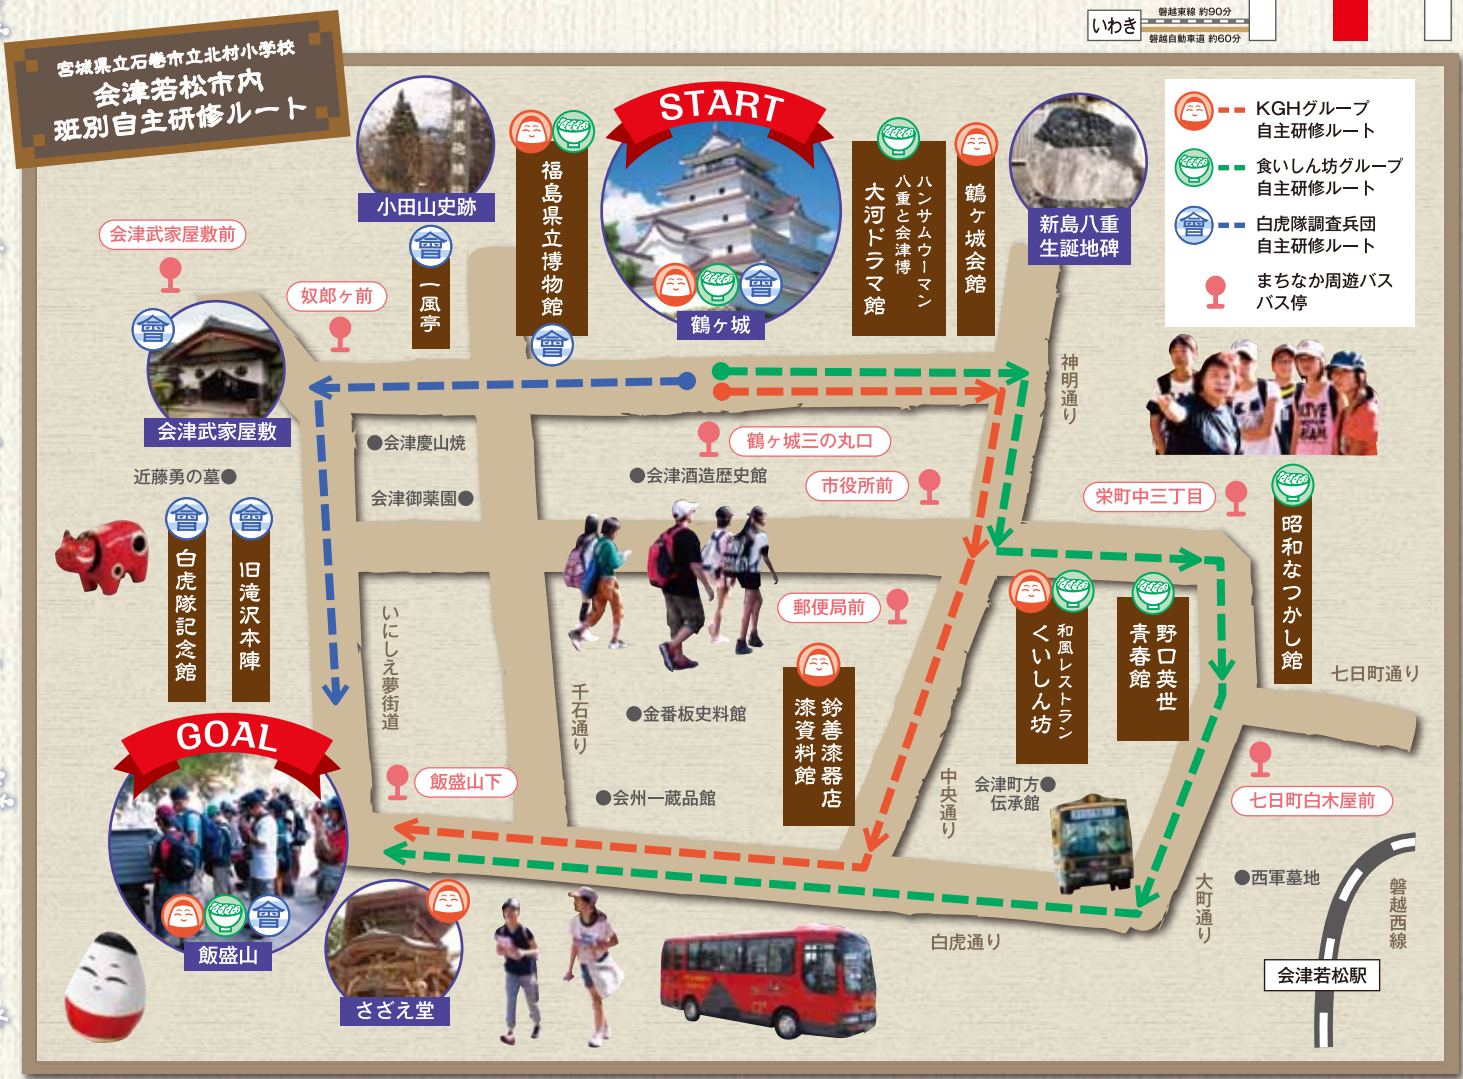 いわき
磐越東線 約90分
磐越自動車道 約60分
宮城県立石巻市立北村小学校
会津若松市内
班別自主研修ルート
KGHグループ
自主研修ルート
食いしん坊グループ
自主研修ルート
白虎隊調査兵団
自主研修ルート
まちなか周遊バス
バス停
START
鶴ヶ城
小田山史跡
福島県立博物館
ハンサムウーマン
八重と会津博
大河ドラマ館
鶴ヶ城会館
新島八重
生誕地碑
会津武家屋敷前
奴郎ヶ前
一風亭
會
會
會
會
會
會
會
會
会津武家屋敷
神明通り
●会津慶山焼
鶴ヶ城三の丸口
近藤勇の墓●
会津御薬園●
●会津酒造歴史館
市役所前
栄町中三丁目
昭和なつかし館
白虎隊記念館
旧滝沢本陣
いにしえ夢街道
千石通り
郵便局前
和風レストラン
くいしん坊
野口英世
青春館
七日町通り
鈴善漆器店
漆資料館
●金番板史料館
GOAL
飯盛山下
●会州一蔵品館
中央通り
会津町方●
伝承館
七日町白木屋前
大町通り
●西軍墓地
磐越西線
白虎通り
会津若松駅
飯盛山
さざえ堂